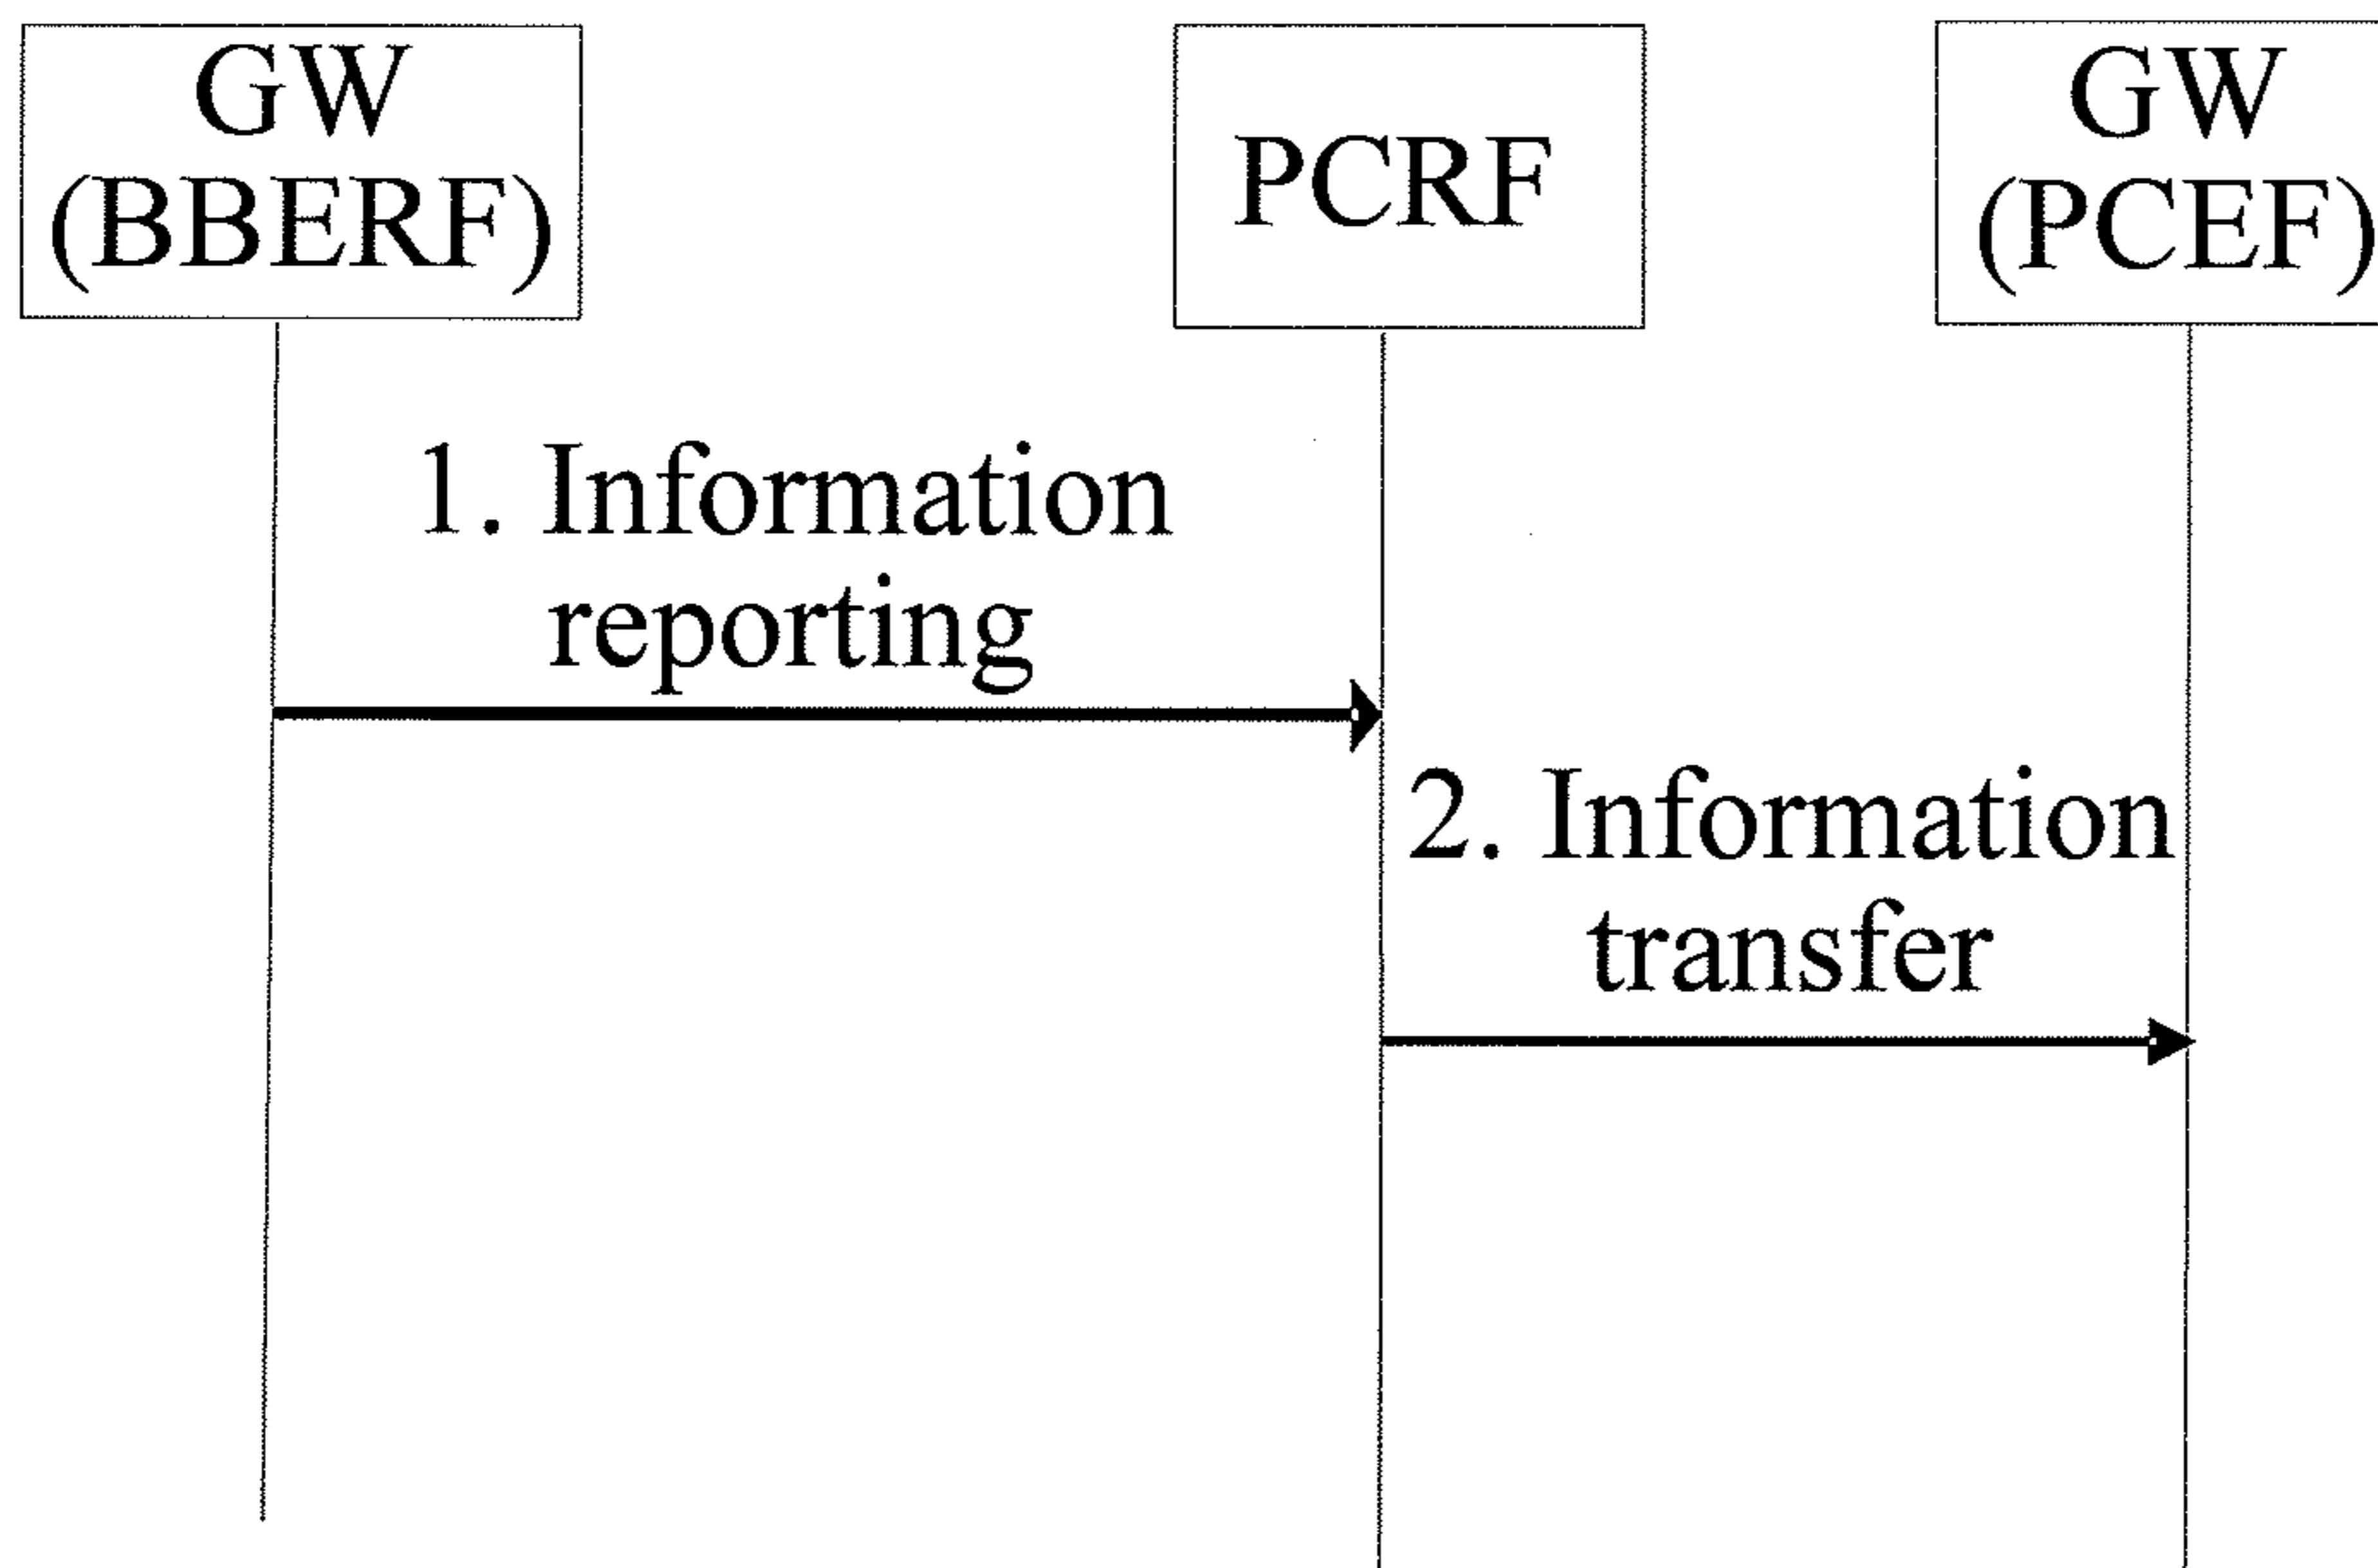 GW
(BBERF)
PCRF
GW
(PCEF)
1. Information
reporting
2. Information
transfer